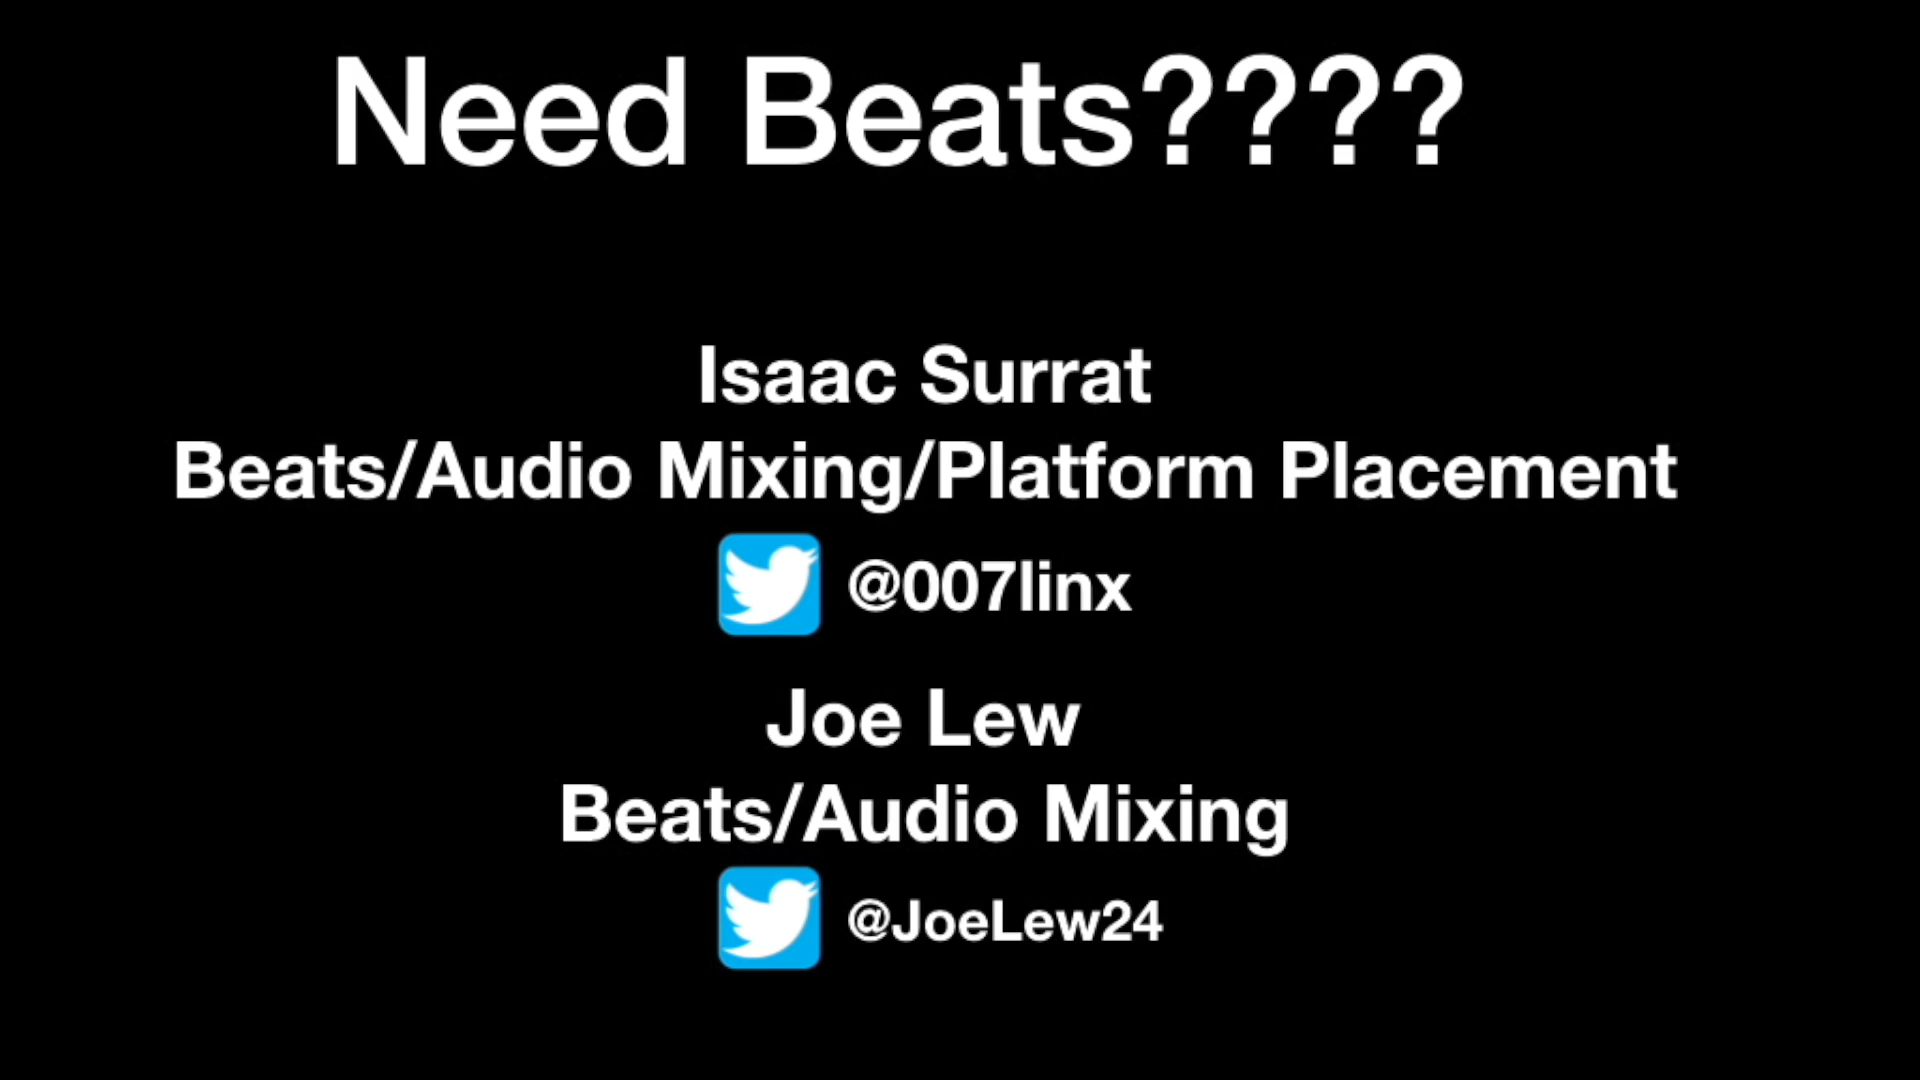 Need Beats????
Isaac Surrat
Beats/Audio Mixing/Platform Placement
@007linx
Joe Lew
Beats/Audio Mixing
@JoeLew24